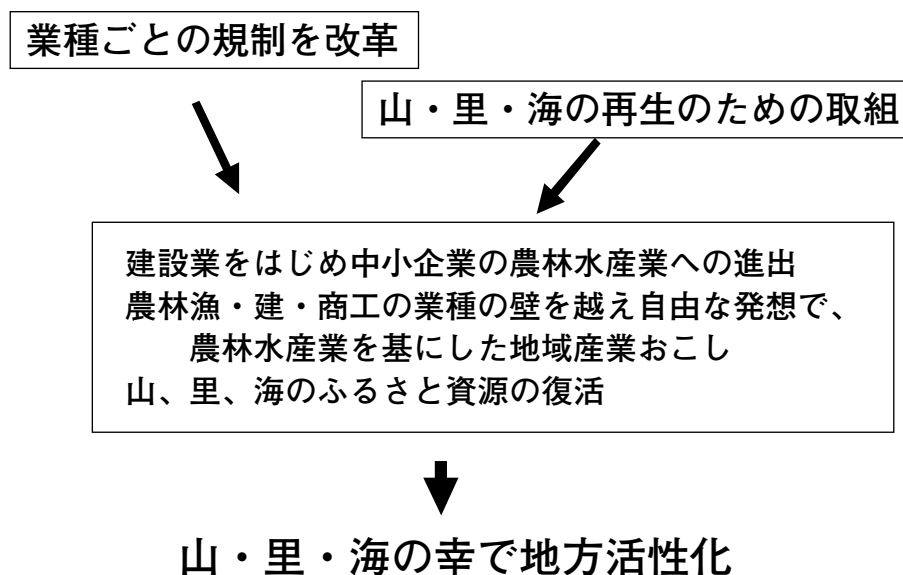 業種ごとの規制を改革
山・里・海の再生のための取組
建設業をはじめ中小企業の農林水産業への進出
農林漁・建・商工の業種の壁を越え自由な発想で、
農林水産業を基にした地域産業おこし
山、里、海のふるさと資源の復活
山・里・海の幸で地方活性化